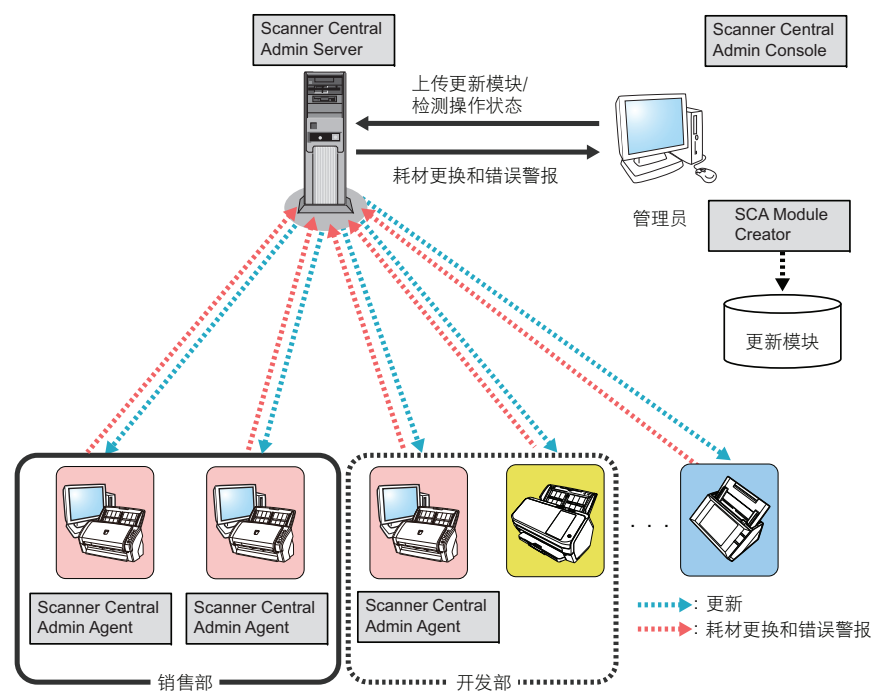 Scanner Central
Admin Server
Scanner Central
Admin Console
上传更新模块/
检测操作状态
耗材更换和错误警报
管理员
SCA Module
Creator
更新模块
Scanner Central
Admin Agent
Scanner Central
Admin Agent
Scanner Central
Admin Agent
. . .
: 更新
: 耗材更换和错误警报
销售部
开发部